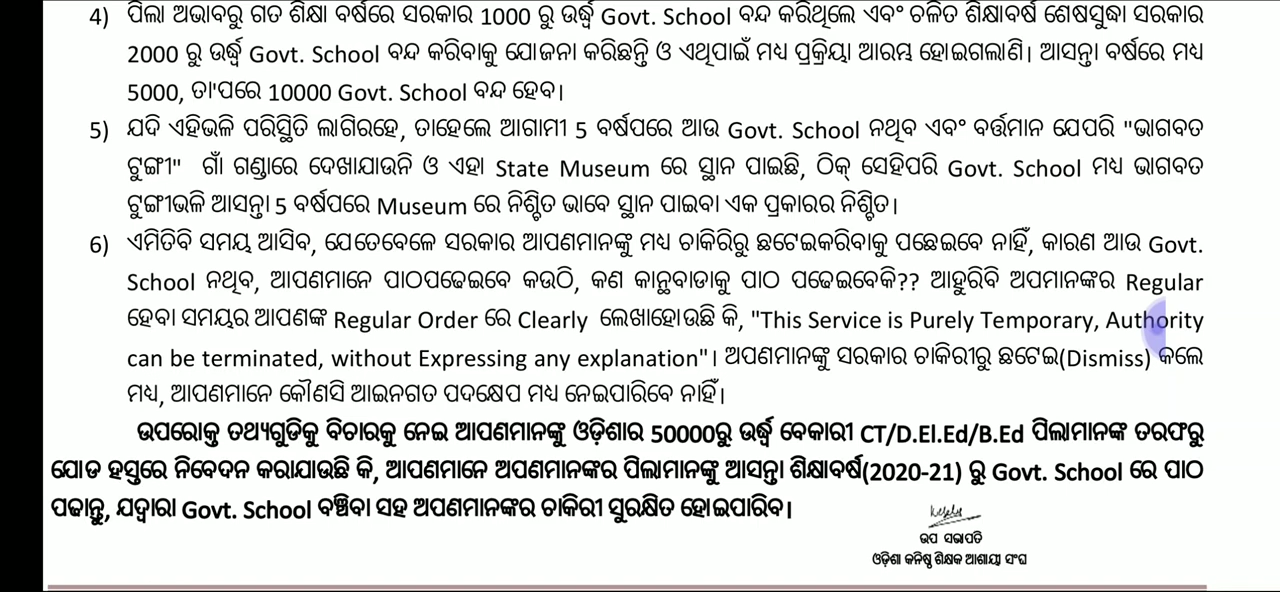 4) ପିଲା ଅଭାବରୁ ଗତ ଶିକ୍ଷା ବର୍ଷରେ ସରକାର 1000 ରୁ ଉର୍ଦ୍ଧ୍ୱ Govt. School ବନ୍ଦ କରିଥିଲେ ଏବଂ ଚଳିତ ଶିକ୍ଷାବର୍ଷ ଶେଷସୁଦ୍ଧା ସରକାର
2000 ରୁ ଉର୍ଦ୍ଧ୍ୱ Govt. School ବନ୍ଦ କରିବାକୁ ଯୋଜନା କରିଛନ୍ତି ଓ ଏଥିପାଇଁ ମଧ୍ୟ ପ୍ରକ୍ରିୟା ଆରମ୍ଭ ହୋଇଗଲାଣି। ଆସନ୍ତା ବର୍ଷରେ ମଧ୍ୟ
5000, ତା'ପରେ 10000 Govt. School ବନ୍ଦ ହେବ।
5) ଯଦି ଏହିଭଳି ପରିସ୍ଥିତି ଲାଗିରହେ, ତାହେଲେ ଆଗାମୀ 5 ବର୍ଷପରେ ଆଉ Govt. School ନଥିବ ଏବଂ ବର୍ତ୍ତମାନ ଯେପରି "ଭାଗବତ
ଟୁଙ୍ଗୀ" ଗାଁ ଗଣ୍ଡାରେ ଦେଖାଯାଉନି ଓ ଏହା State Museum ରେ ସ୍ଥାନ ପାଇଛି, ଠିକ୍ ସେହିପରି Govt. School ମଧ୍ୟ ଭାଗବତ
ଟୁଙ୍ଗୀଭଳି ଆସନ୍ତା 5 ବର୍ଷପରେ Museum ରେ ନିଶ୍ଚିତ ଭାବେ ସ୍ଥାନ ପାଇବା ଏକ ପ୍ରକାରର ନିଶ୍ଚିତ।
6) ଏମିତିବି ସମୟ ଆସିବ, ଯେତେବେଳେ ସରକାର ଆପଣମାନଙ୍କୁ ମଧ୍ୟ ଚାକିରିରୁ ଛଟେଇକରିବାକୁ ପଛେଇବେ ନାହିଁ, କାରଣ ଆଉ Govt.
School ନଥିବ, ଆପଣମାନେ ପାଠପଢେଇବେ କଉଠି, କଣ କାନ୍ଥବାଡାକୁ ପାଠ ପଢେଇବେକି?? ଆହୁରିବି ଅପମାନଙ୍କର Regular
ହେବା ସମୟର ଆପଣଙ୍କ Regular Order ରେ Clearly ଲେଖାହୋଉଛି କି, "This Service is Purely Temporary, Authority
can be terminated, without Expressing any explanation"। ଅପଣମାନଙ୍କୁ ସରକାର ଚାକିରୀରୁ ଛଟେଇ(Dismiss) କଲେ
ମଧ୍ୟ, ଆପଣମାନେ କୌଣସି ଆଇନଗତ ପଦକ୍ଷେପ ମଧ୍ୟ ନେଇପାରିବେ ନାହିଁ।
ଉପରୋକ୍ତ ତଥ୍ୟଗୁଡିକୁ ବିଚାରକୁ ନେଇ ଆପଣମାନଙ୍କୁ ଓଡ଼ିଶାର 50000ରୁ ଉର୍ଦ୍ଧ୍ୱ ବେକାରୀ CT/D.El.Ed/B.Ed ପିଲାମାନଙ୍କ ତରଫରୁ
ଯୋଡ ହସ୍ତରେ ନିବେଦନ କରାଯାଉଛି କି, ଆପଣମାନେ ଅପଣମାନଙ୍କର ପିଲାମାନଙ୍କୁ ଆସନ୍ତା ଶିକ୍ଷାବର୍ଷ(2020-21) ରୁ Govt. School ରେ ପାଠ
ପଢାନ୍ତୁ, ଯଦ୍ୱାରା Govt. School ବଞ୍ଚିବା ସହ ଅପଣମାନଙ୍କର ଚାକିରୀ ସୁରକ୍ଷିତ ହୋଇପାରିବ।
ଉପ ସଭାପତି
ଓଡ଼ିଶା କନିଷ୍ଠ ଶିକ୍ଷକ ଆଶାୟୀ ସଂଘ